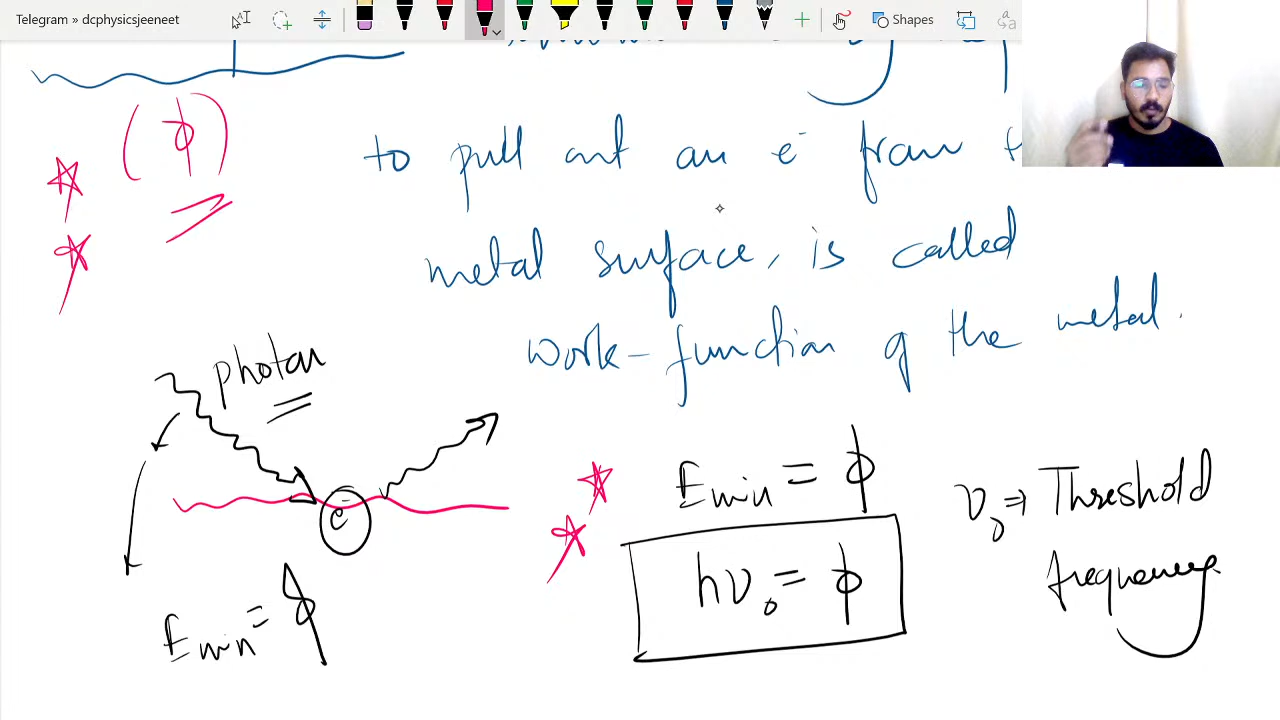 Telegram » dcphysicsjeeneet
Shapes
(ϕ)
to pull out an e⁻ from
metal surface, is called
work-function of the metal.
photon
e⁻
Emin = ϕ
Emin = ϕ
hν₀ = ϕ
ν₀ ⇒ Threshold
frequency